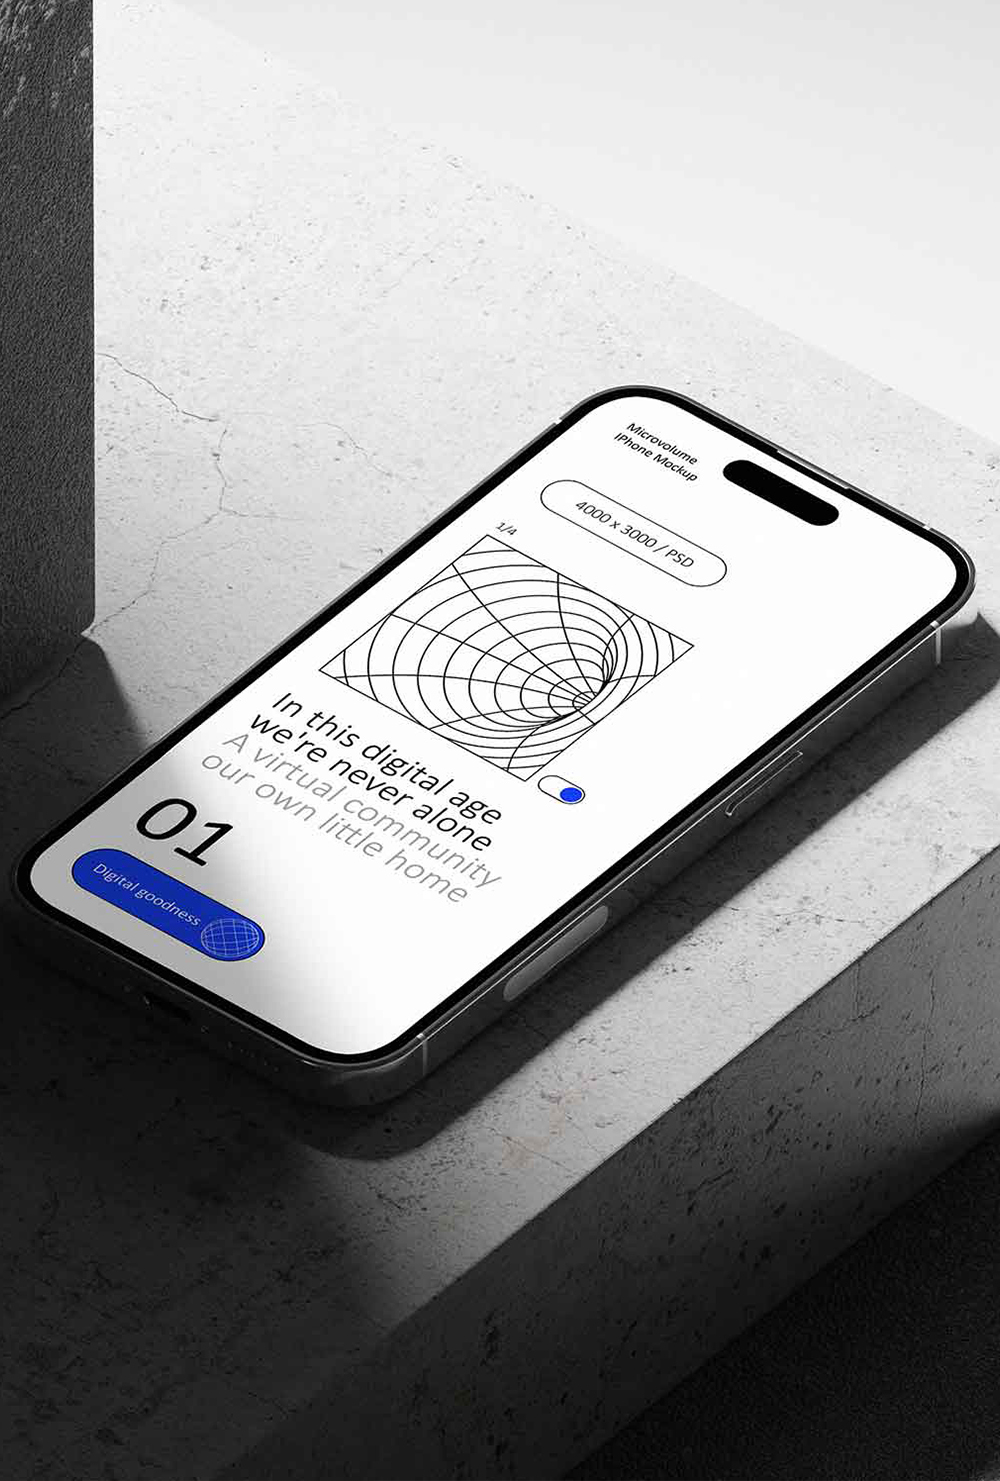 Microvolume
iPhone Mockup
4000 x 3000 / PSD
1/4
In this digital age
we're never alone
A virtual community
our own little home
01
Digital goodness